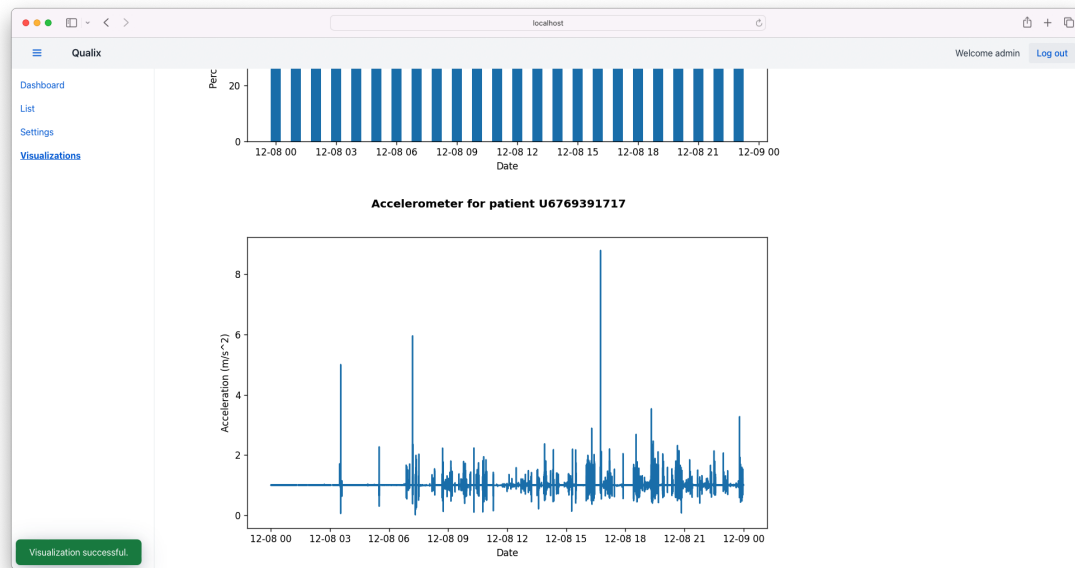 localhost
Qualix
Welcome admin
Log out
Dashboard
List
Settings
Visualizations
20
0
12-08 00 12-08 03 12-08 06 12-08 09 12-08 12 12-08 15 12-08 18 12-08 21 12-09 00
Date
Accelerometer for patient U6769391717
Acceleration (m/s^2)
8
6
4
2
0
12-08 00 12-08 03 12-08 06 12-08 09 12-08 12 12-08 15 12-08 18 12-08 21 12-09 00
Date
Visualization successful.